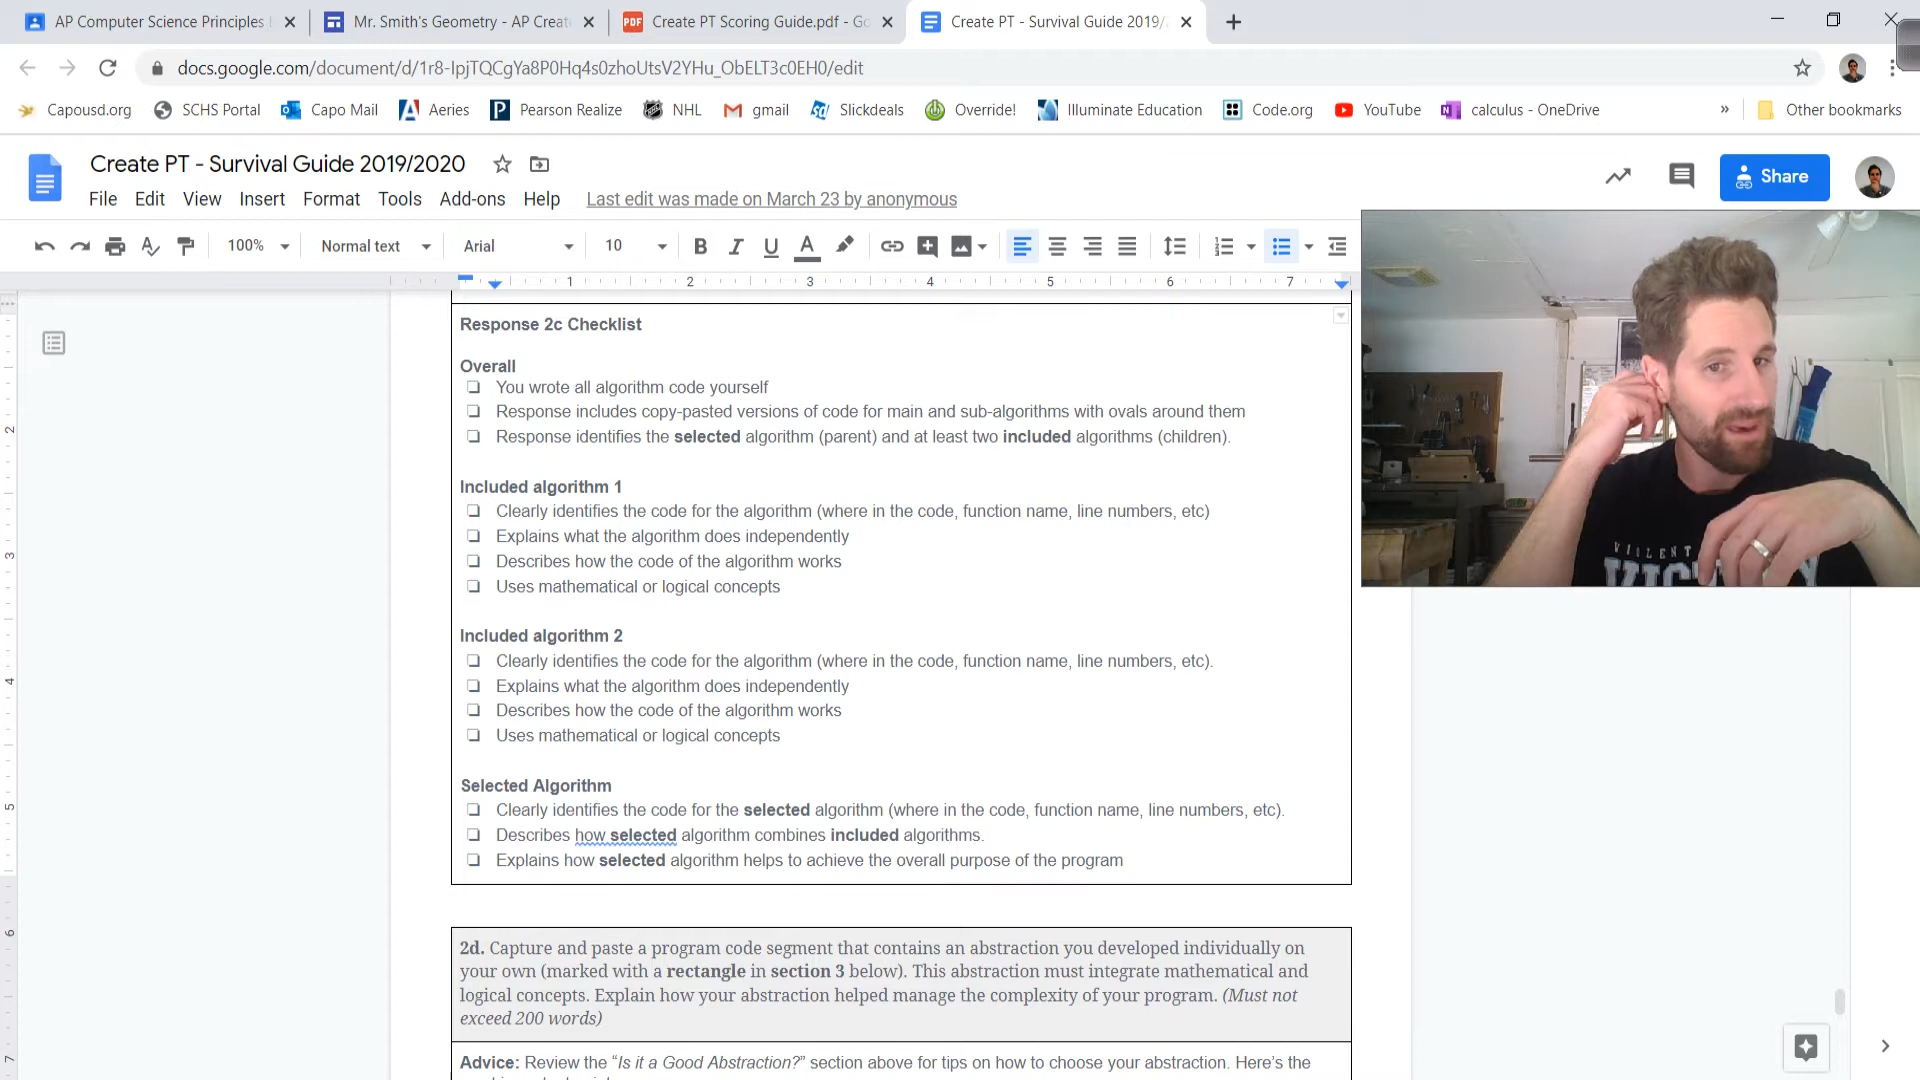 AP Computer Science Principles
Mr. Smith's Geometry - AP Creat
PDF Create PT Scoring Guide.pdf - Go
Create PT - Survival Guide 2019/
docs.google.com/document/d/1r8-IpjTQCgYa8P0Hq4s0zhoUtsV2YHu_ObELT3c0EH0/edit
Capousd.org SCHS Portal Capo Mail Aeries Pearson Realize NHL gmail Slickdeals Override! Illuminate Education Code.org YouTube calculus - OneDrive » Other bookmarks
Create PT - Survival Guide 2019/2020
Share
File Edit View Insert Format Tools Add-ons Help Last edit was made on March 23 by anonymous
100% Normal text Arial 10 B I U A
1 2 3 4 5 6 7
Response 2c Checklist
Overall
You wrote all algorithm code yourself
Response includes copy-pasted versions of code for main and sub-algorithms with ovals around them
Response identifies the selected algorithm (parent) and at least two included algorithms (children).
Included algorithm 1
Clearly identifies the code for the algorithm (where in the code, function name, line numbers, etc)
Explains what the algorithm does independently
Describes how the code of the algorithm works
Uses mathematical or logical concepts
Included algorithm 2
Clearly identifies the code for the algorithm (where in the code, function name, line numbers, etc).
Explains what the algorithm does independently
Describes how the code of the algorithm works
Uses mathematical or logical concepts
Selected Algorithm
Clearly identifies the code for the selected algorithm (where in the code, function name, line numbers, etc).
Describes how selected algorithm combines included algorithms.
Explains how selected algorithm helps to achieve the overall purpose of the program
2d. Capture and paste a program code segment that contains an abstraction you developed individually on
your own (marked with a rectangle in section 3 below). This abstraction must integrate mathematical and
logical concepts. Explain how your abstraction helped manage the complexity of your program. (Must not
exceed 200 words)
Advice: Review the “Is it a Good Abstraction?” section above for tips on how to choose your abstraction. Here’s the
2
3
4
5
6
7